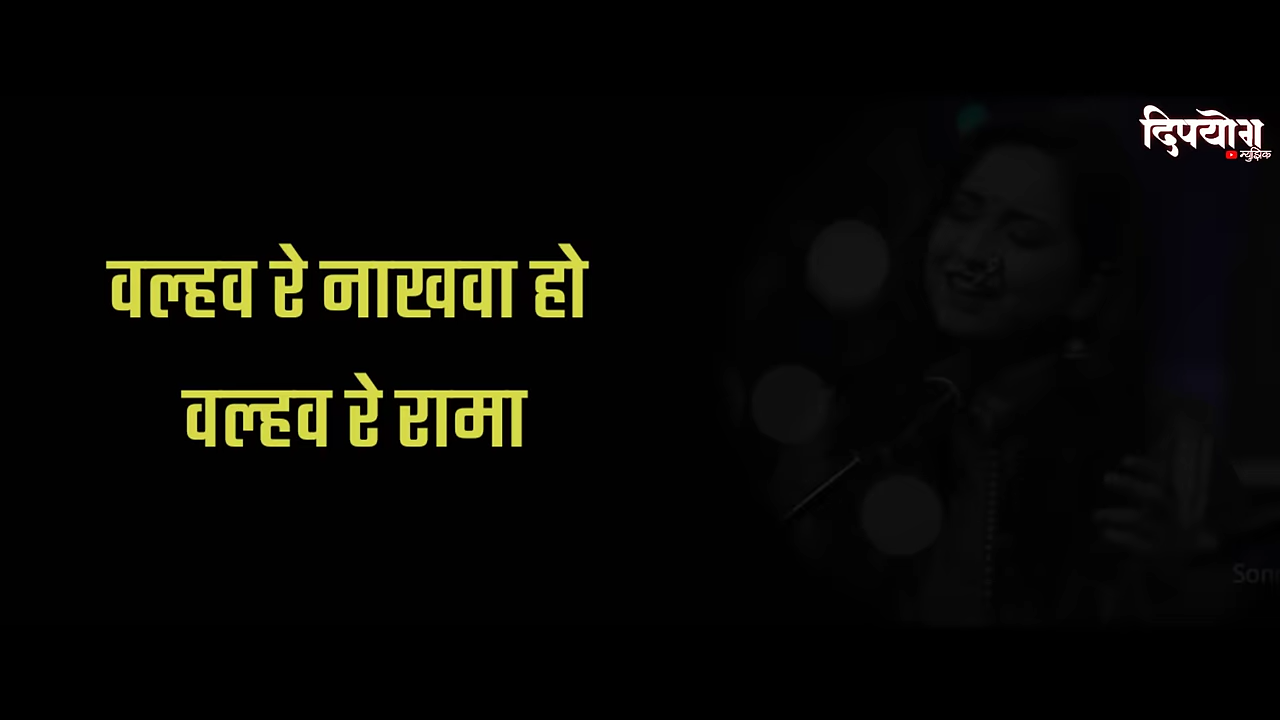 दिपयोग
म्युझिक
वल्हव रे नाखवा हो
वल्हव रे रामा